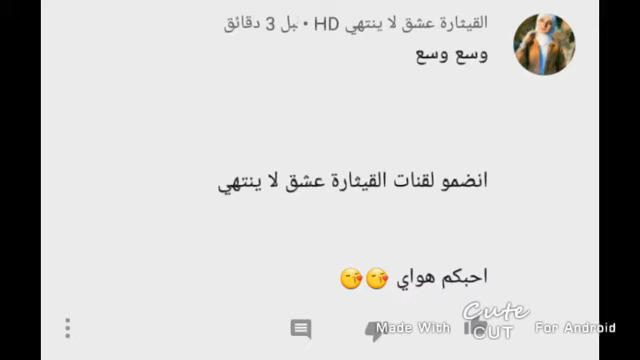 القيثارة عشق لا ينتهي HD • قبل 3 دقائق
وسع وسع
انضمو لقنات القيثارة عشق لا ينتهي
احبكم هواي 😘😘
Made With Cute CUT For Android